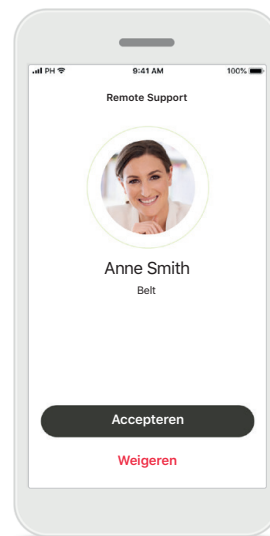 PH 9:41 AM 100%
Remote Support
Anne Smith
Belt
Accepteren
Weigeren